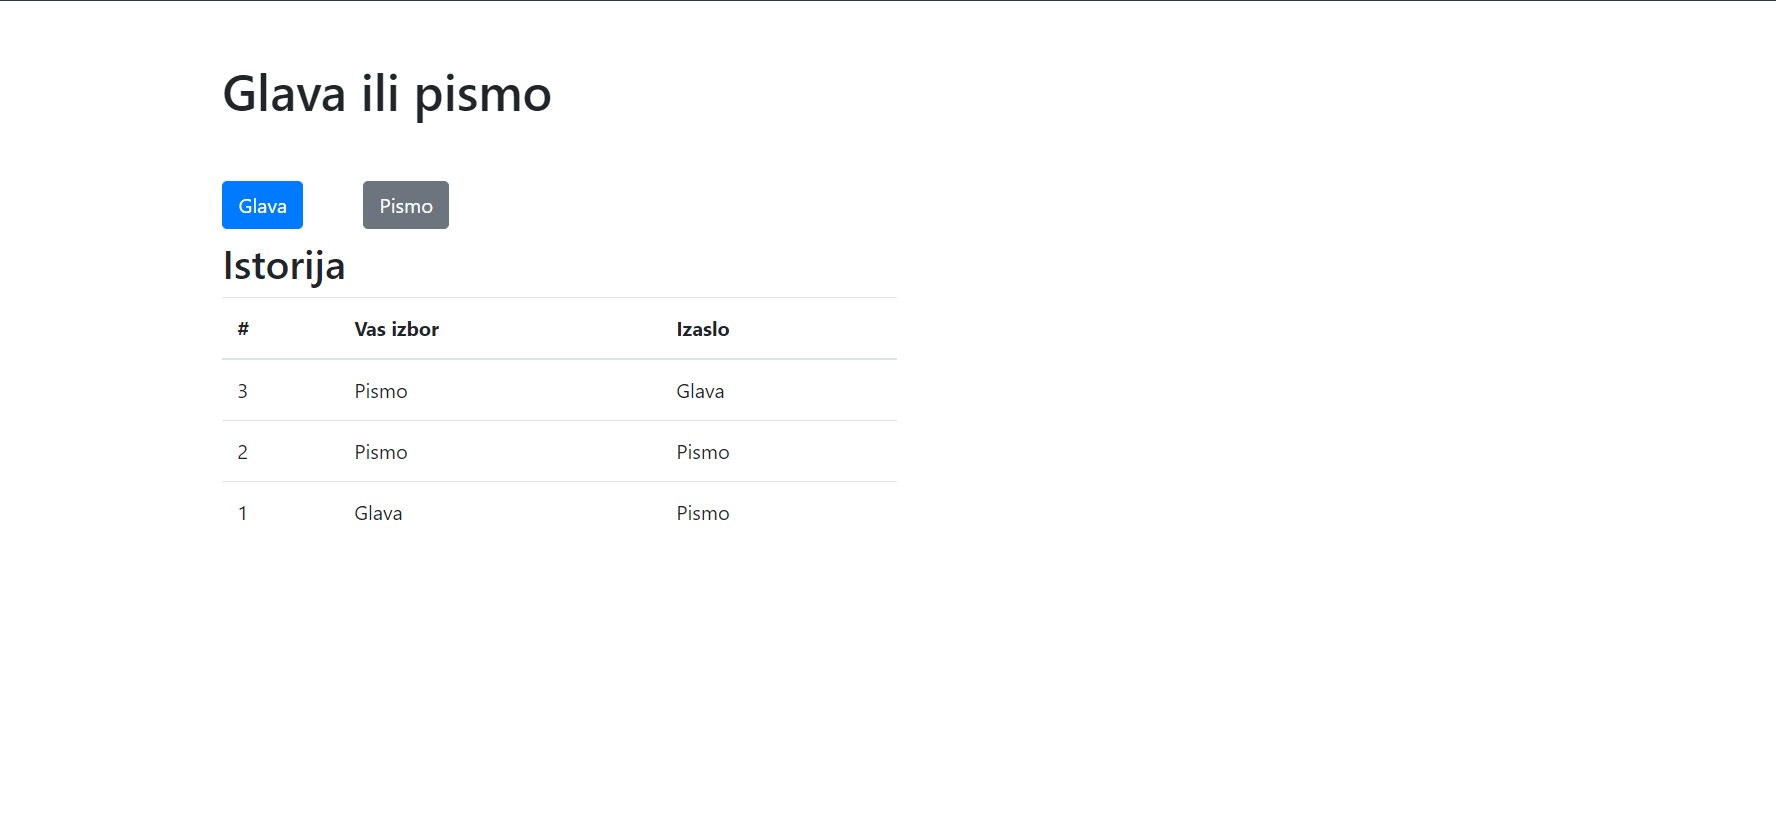 Glava ili pismo
Glava Pismo
Istorija
# Vas izbor Izaslo
3 Pismo Glava
2 Pismo Pismo
1 Glava Pismo